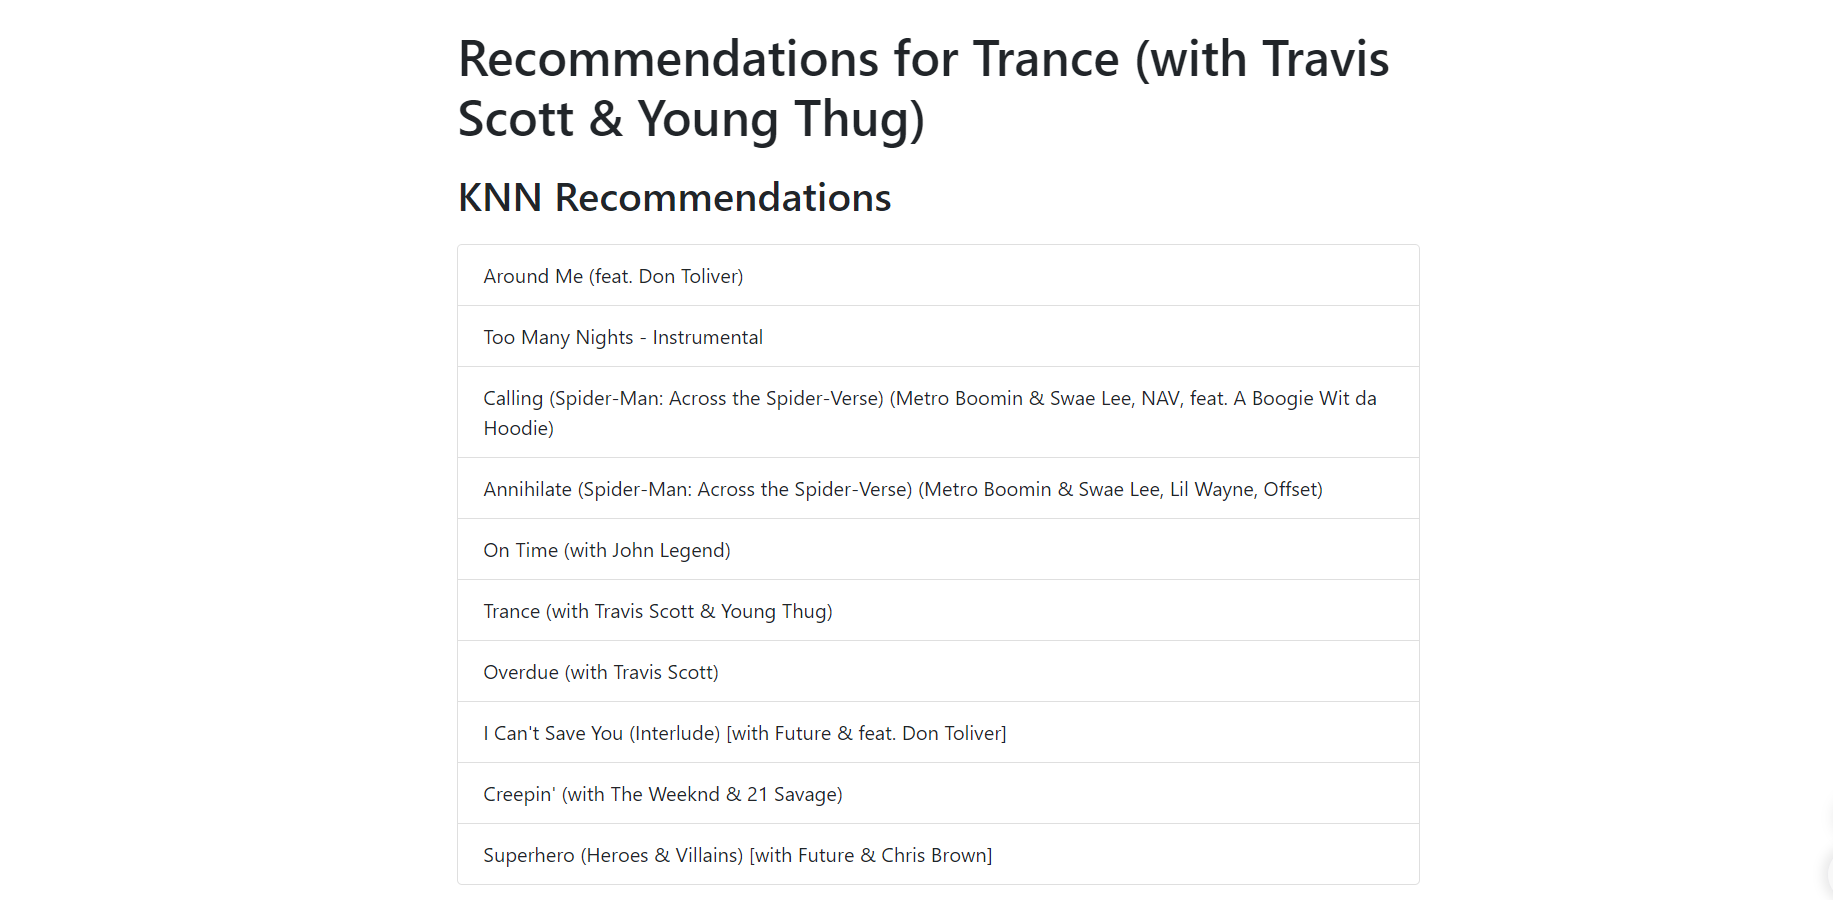 Recommendations for Trance (with Travis
Scott & Young Thug)
KNN Recommendations
Around Me (feat. Don Toliver)
Too Many Nights - Instrumental
Calling (Spider-Man: Across the Spider-Verse) (Metro Boomin & Swae Lee, NAV, feat. A Boogie Wit da
Hoodie)
Annihilate (Spider-Man: Across the Spider-Verse) (Metro Boomin & Swae Lee, Lil Wayne, Offset)
On Time (with John Legend)
Trance (with Travis Scott & Young Thug)
Overdue (with Travis Scott)
I Can't Save You (Interlude) [with Future & feat. Don Toliver]
Creepin' (with The Weeknd & 21 Savage)
Superhero (Heroes & Villains) [with Future & Chris Brown]